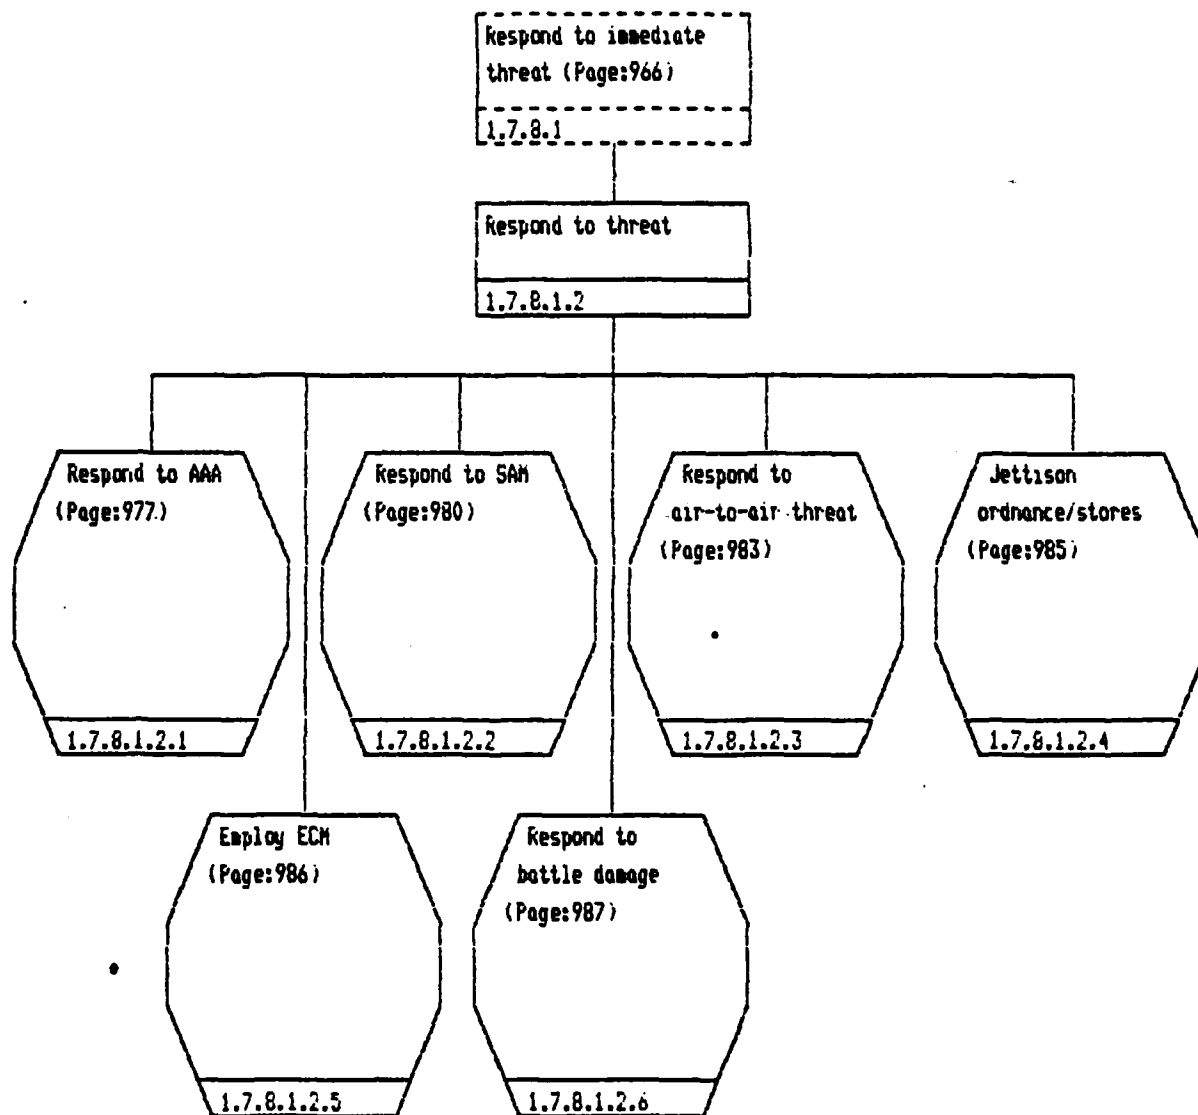 Respond to immediate
threat (Page:966)
1.7.8.1
Respond to threat
1.7.8.1.2
Respond to AAA
(Page:977)
1.7.8.1.2.1
Respond to SAM
(Page:980)
1.7.8.1.2.2
Respond to
air-to-air threat
(Page:983)
1.7.8.1.2.3
Jettison
ordnance/stores
(Page:985)
1.7.8.1.2.4
Employ ECM
(Page:986)
1.7.8.1.2.5
Respond to
battle damage
(Page:987)
1.7.8.1.2.6